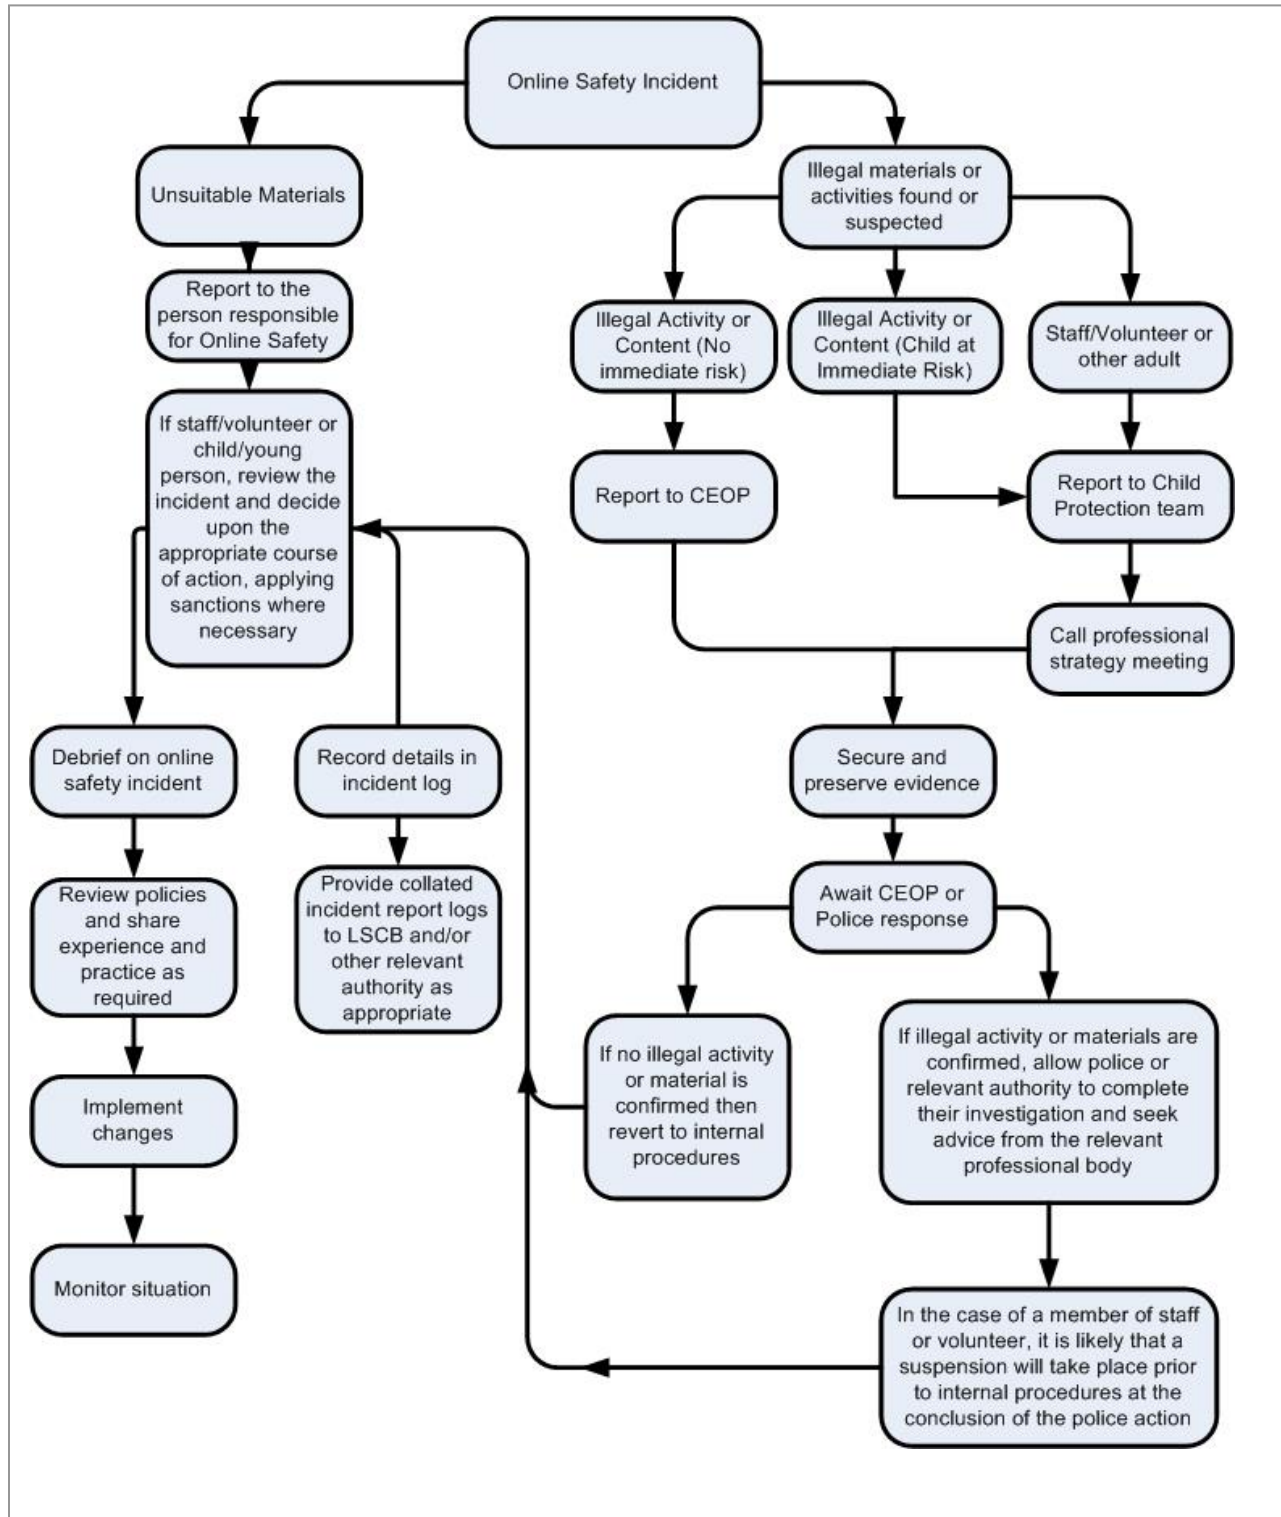 Online Safety Incident
Unsuitable Materials
Illegal materials or
activities found or
suspected
Report to the
person responsible
for Online Safety
Illegal Activity or
Content (No
immediate risk)
Illegal Activity or
Content (Child at
Immediate Risk)
Staff/Volunteer or
other adult
If staff/volunteer or
child/young
person, review the
incident and decide
upon the
appropriate course
of action, applying
sanctions where
necessary
Report to CEOP
Report to Child
Protection team
Call professional
strategy meeting
Debrief on online
safety incident
Record details in
incident log
Secure and
preserve evidence
Review policies
and share
experience and
practice as
required
Provide collated
incident report logs
to LSCB and/or
other relevant
authority as
appropriate
Await CEOP or
Police response
If no illegal activity
or material is
confirmed then
revert to internal
procedures
If illegal activity or materials are
confirmed, allow police or
relevant authority to complete
their investigation and seek
advice from the relevant
professional body
Implement
changes
Monitor situation
In the case of a member of staff
or volunteer, it is likely that a
suspension will take place prior
to internal procedures at the
conclusion of the police action